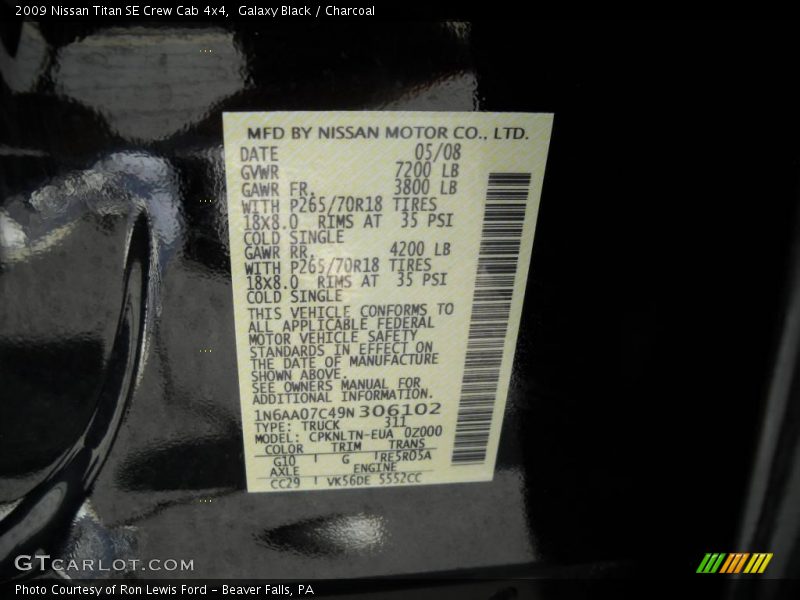 2009 Nissan Titan SE Crew Cab 4x4,  Galaxy Black / Charcoal
MFD BY NISSAN MOTOR CO., LTD.
DATE 05/08
GVWR 7200 LB
GAWR FR. 3800 LB
WITH P265/70R18 TIRES
18X8.0 RIMS AT 35 PSI
COLD SINGLE
GAWR RR. 4200 LB
WITH P265/70R18 TIRES
18X8.0 RIMS AT 35 PSI
COLD SINGLE
THIS VEHICLE CONFORMS TO
ALL APPLICABLE FEDERAL
MOTOR VEHICLE SAFETY
STANDARDS IN EFFECT ON
THE DATE OF MANUFACTURE
SHOWN ABOVE.
SEE OWNERS MANUAL FOR
ADDITIONAL INFORMATION.
1N6AA07C49N306102
TYPE: TRUCK 311
MODEL: CPKNLTN-EUA 0Z000
COLOR TRIM TRANS
G10 G RE5R05A
AXLE ENGINE
CC29 VK56DE 5552CC
GTCARLOT.COM
Photo Courtesy of Ron Lewis Ford - Beaver Falls, PA